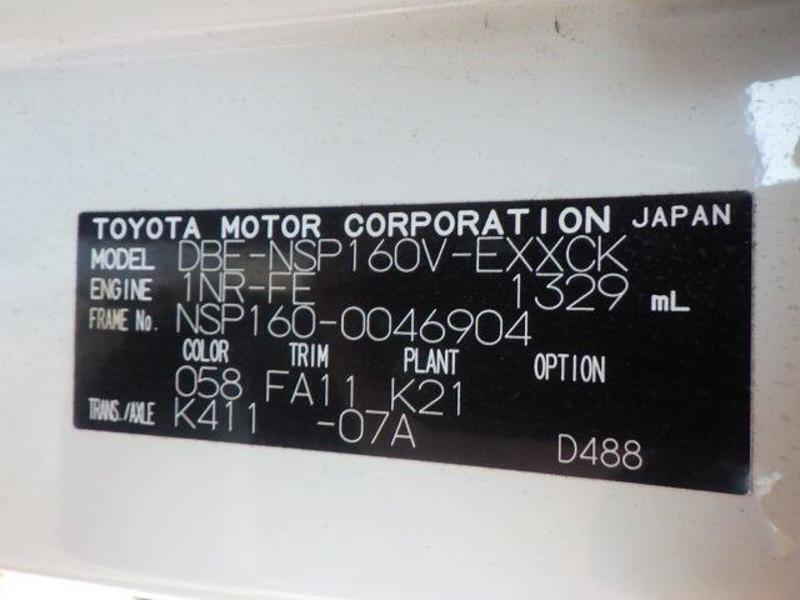 TOYOTA MOTOR CORPORATION JAPAN
MODEL DBE-NSP160V-EXXCK
ENGINE 1NR-FE 1329 mL
FRAME No. NSP160-0046904
COLOR TRIM PLANT OPTION
058 FA11 K21
TRANS./AXLE K411 -07A
D488